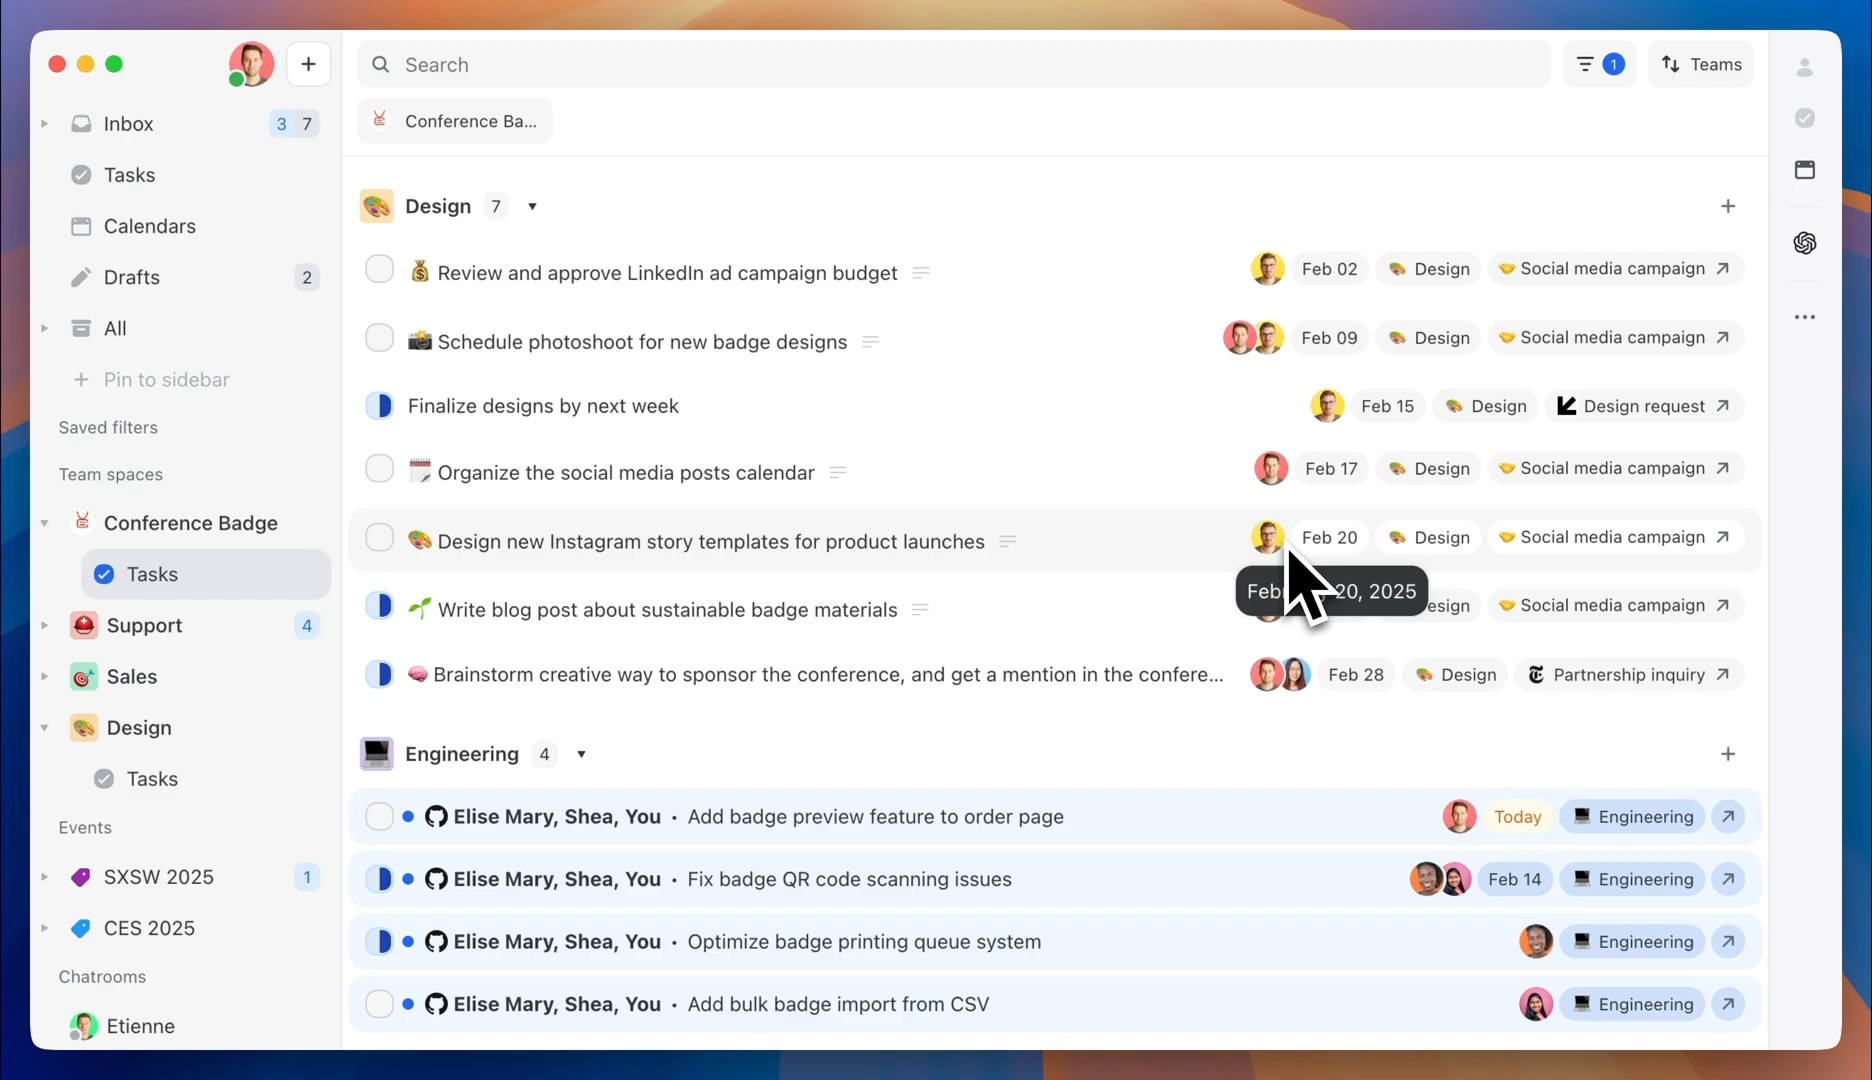 Search
1
Teams
Conference Ba...
Inbox
3 7
Tasks
Calendars
Drafts
2
All
Pin to sidebar
Saved filters
Team spaces
Conference Badge
Tasks
Support
4
Sales
Design
Tasks
Events
SXSW 2025
1
CES 2025
Chatrooms
Etienne
Design 7
Review and approve LinkedIn ad campaign budget
Feb 02 Design Social media campaign
Schedule photoshoot for new badge designs
Feb 09 Design Social media campaign
Finalize designs by next week
Feb 15 Design Design request
Organize the social media posts calendar
Feb 17 Design Social media campaign
Design new Instagram story templates for product launches
Feb 20 Design Social media campaign
20, 2025
Write blog post about sustainable badge materials
Social media campaign
Brainstorm creative way to sponsor the conference, and get a mention in the confere...
Feb 28 Design Partnership inquiry
Engineering 4
Elise Mary, Shea, You • Add badge preview feature to order page
Today Engineering
Elise Mary, Shea, You • Fix badge QR code scanning issues
Feb 14 Engineering
Elise Mary, Shea, You • Optimize badge printing queue system
Engineering
Elise Mary, Shea, You • Add bulk badge import from CSV
Engineering